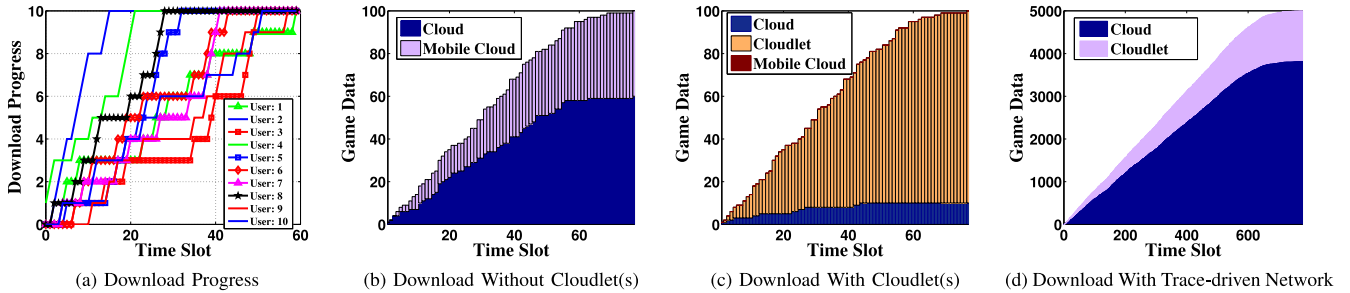 Download Progress
10
8
6
4
2
0
0
20
40
60
Time Slot
User: 1
User: 2
User: 3
User: 4
User: 5
User: 6
User: 7
User: 8
User: 9
User: 10
(a) Download Progress
Game Data
100
80
60
40
20
0
20
40
60
Time Slot
Cloud
Mobile Cloud
(b) Download Without Cloudlet(s)
Game Data
100
80
60
40
20
0
20
40
60
Time Slot
Cloud
Cloudlet
Mobile Cloud
(c) Download With Cloudlet(s)
Game Data
5000
4000
3000
2000
1000
0
0
200
400
600
Time Slot
Cloud
Cloudlet
(d) Download With Trace-driven Network